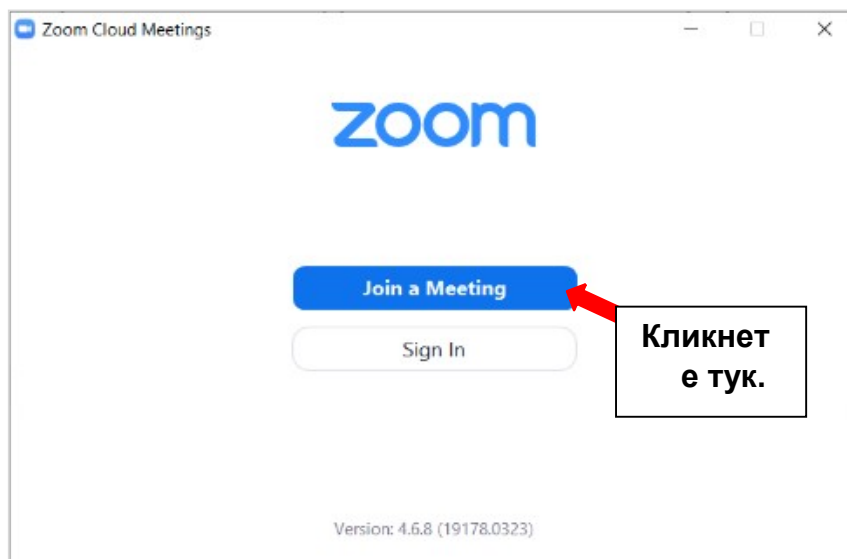 Zoom Cloud Meetings
zoom
Join a Meeting
Sign In
Кликнет
е тук.
Version: 4.6.8 (19178.0323)